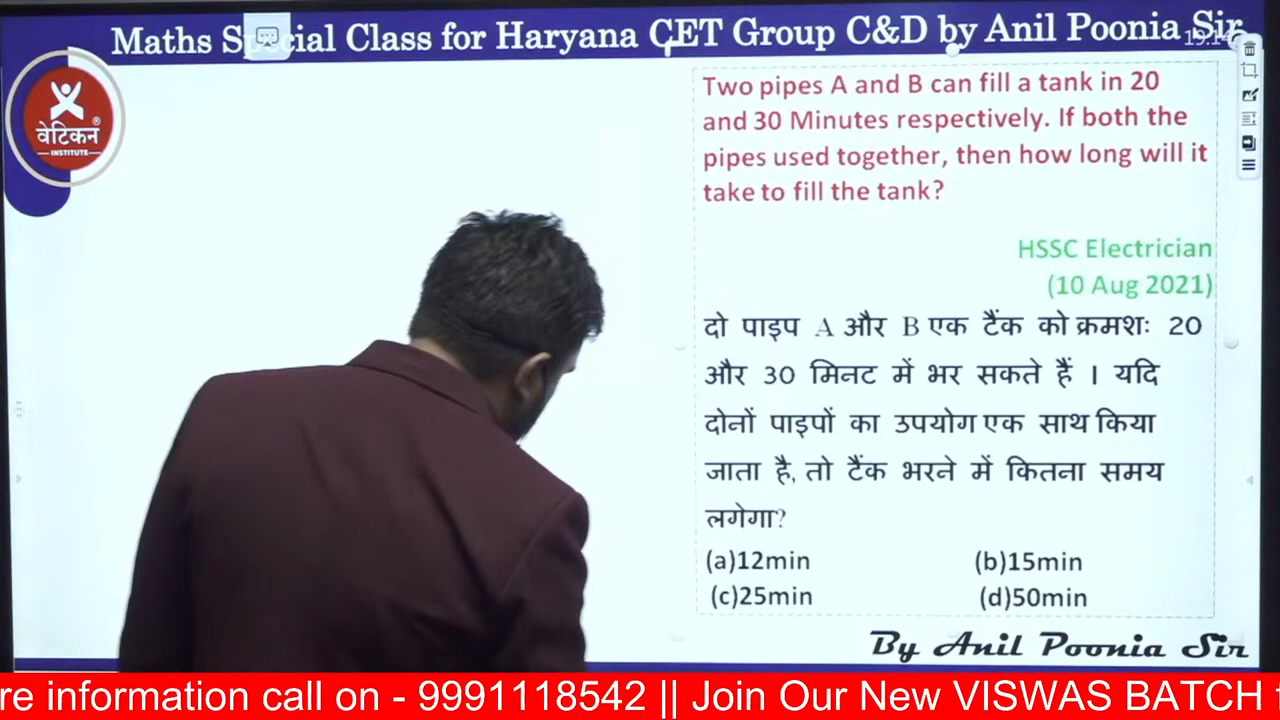 Maths Special Class for Haryana CET Group C&D by Anil Poonia Sir
वेटिकन
INSTITUTE
Two pipes A and B can fill a tank in 20
and 30 Minutes respectively. If both the
pipes used together, then how long will it
take to fill the tank?
HSSC Electrician
(10 Aug 2021)
दो पाइप A और B एक टैंक को क्रमशः 20
और 30 मिनट में भर सकते हैं । यदि
दोनों पाइपों का उपयोग एक साथ किया
जाता है, तो टैंक भरने में कितना समय
लगेगा?
(a)12min (b)15min
(c)25min (d)50min
By Anil Poonia Sir
re information call on - 9991118542 || Join Our New VISWAS BATCH